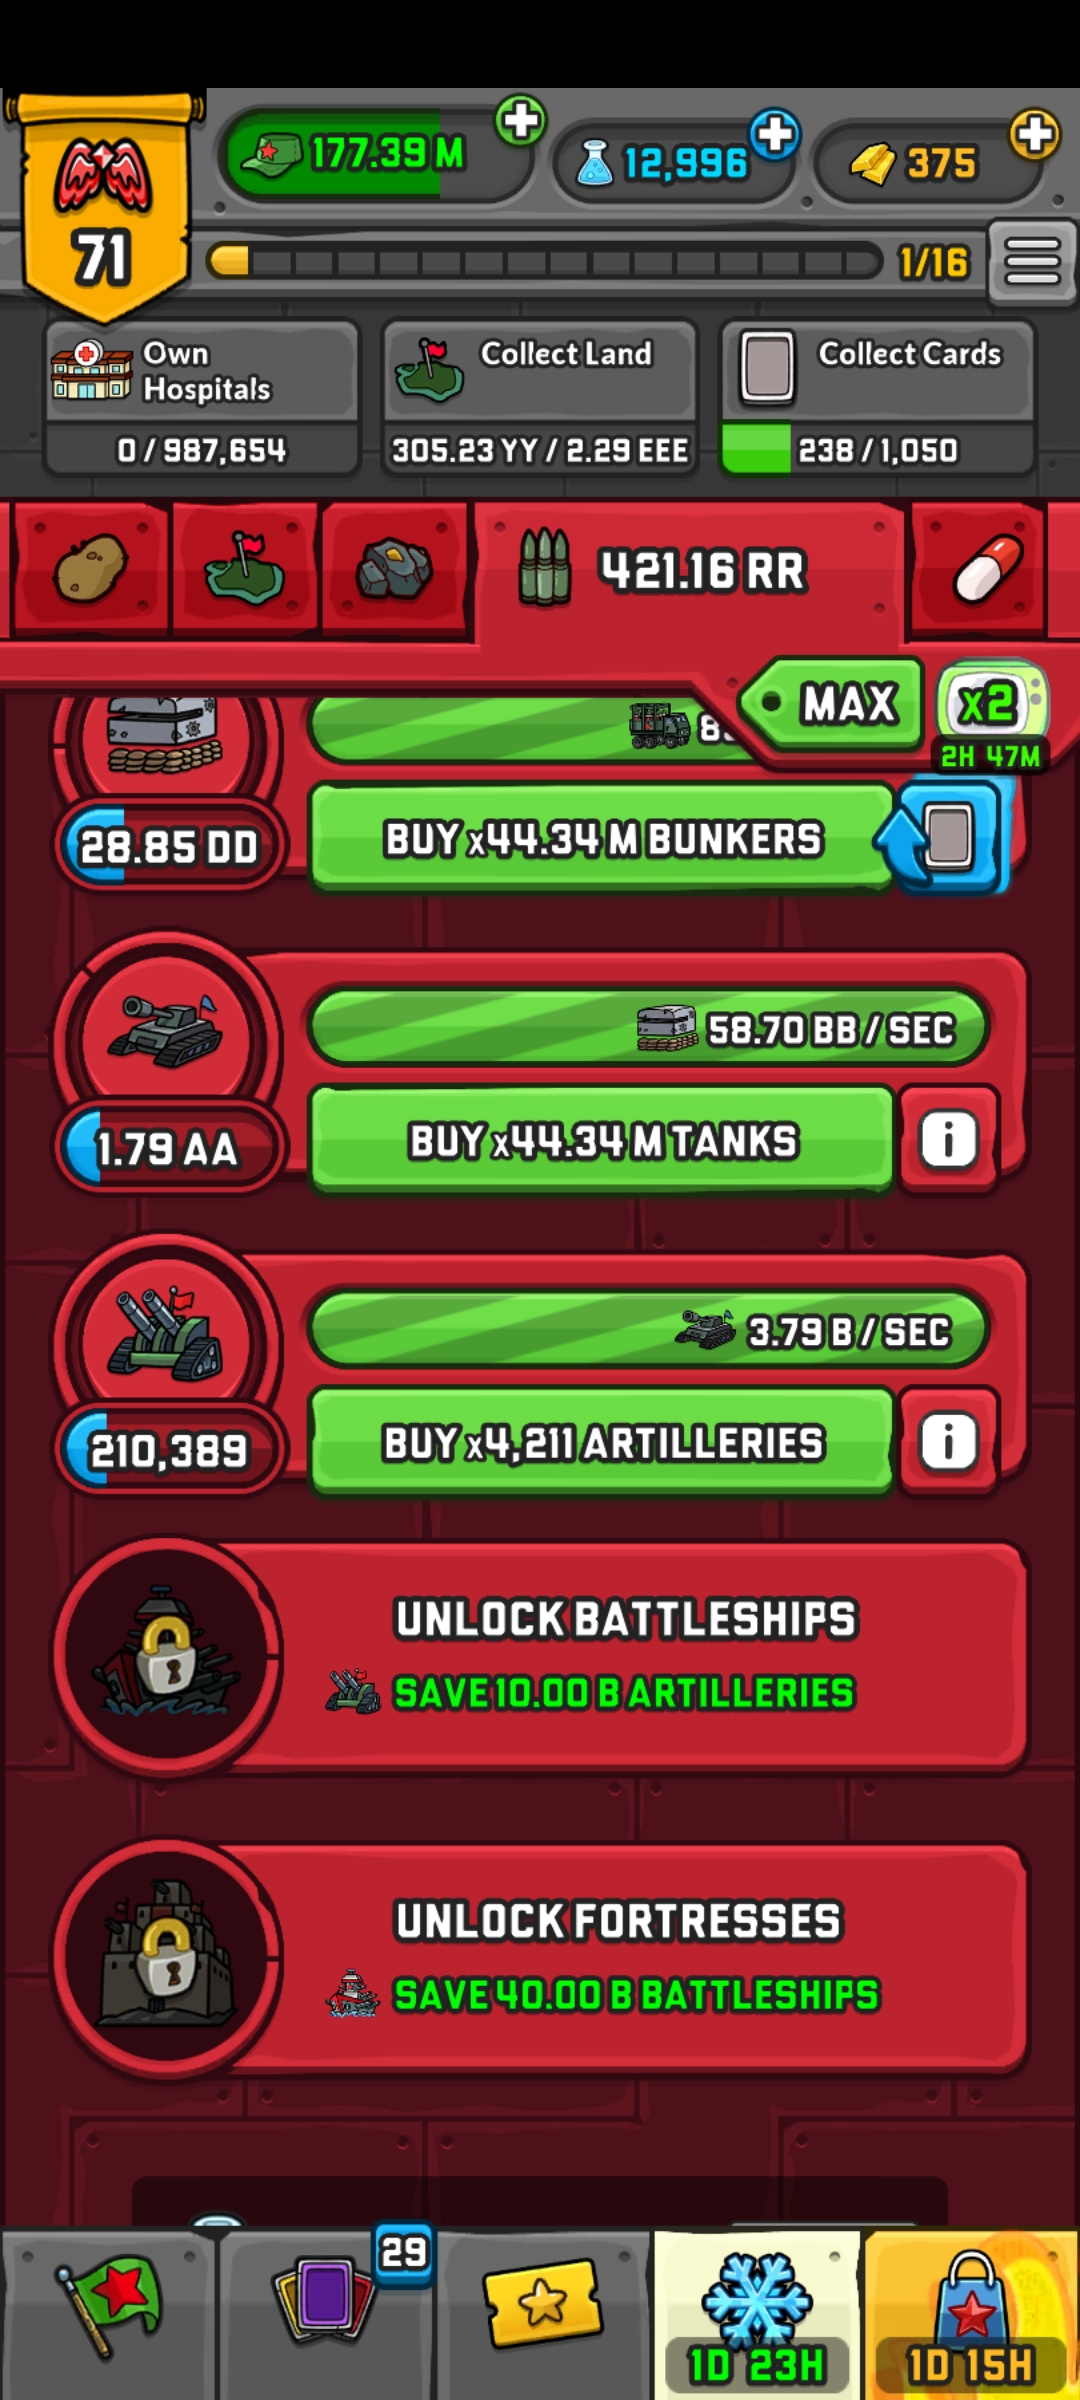 177.39 M
12,996
375
71
1/16
Own
Hospitals
0 / 987,654
Collect Land
305.23 YY / 2.29 EEE
Collect Cards
238 / 1,050
421.16 RR
MAX
x2
2H 47M
28.85 DD
BUY x44.34 M BUNKERS
58.70 BB / SEC
1.79 AA
BUY x44.34 M TANKS
i
3.79 B / SEC
210,389
BUY x4,211 ARTILLERIES
i
UNLOCK BATTLESHIPS
SAVE 10.00 B ARTILLERIES
UNLOCK FORTRESSES
SAVE 40.00 B BATTLESHIPS
29
1D 23H
1D 15H